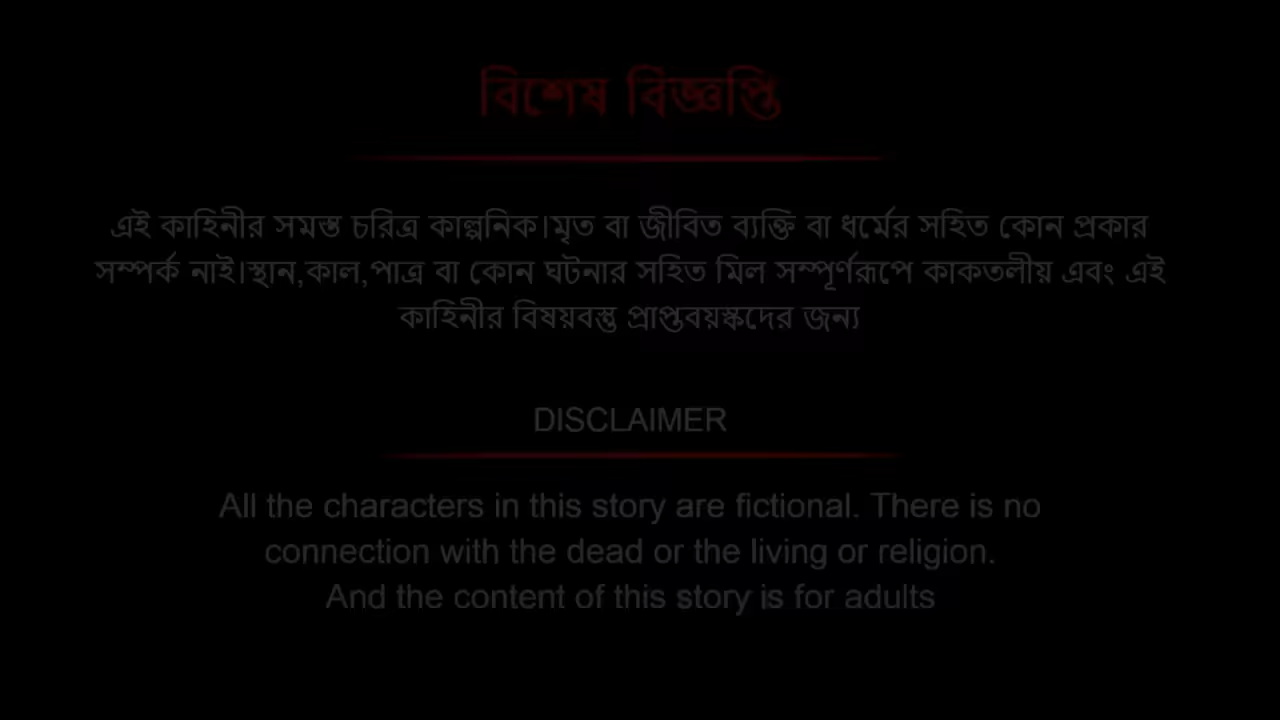 বিশেষ বিজ্ঞপ্তি
এই কাহিনীর সমস্ত চরিত্র কাল্পনিক।মৃত বা জীবিত ব্যক্তি বা ধর্মের সহিত কোন প্রকার
সম্পর্ক নাই।স্থান,কাল,পাত্র বা কোন ঘটনার সহিত মিল সম্পূর্ণরূপে কাকতলীয় এবং এই
কাহিনীর বিষয়বস্তু প্রাপ্তবয়স্কদের জন্য
DISCLAIMER
All the characters in this story are fictional. There is no
connection with the dead or the living or religion.
And the content of this story is for adults